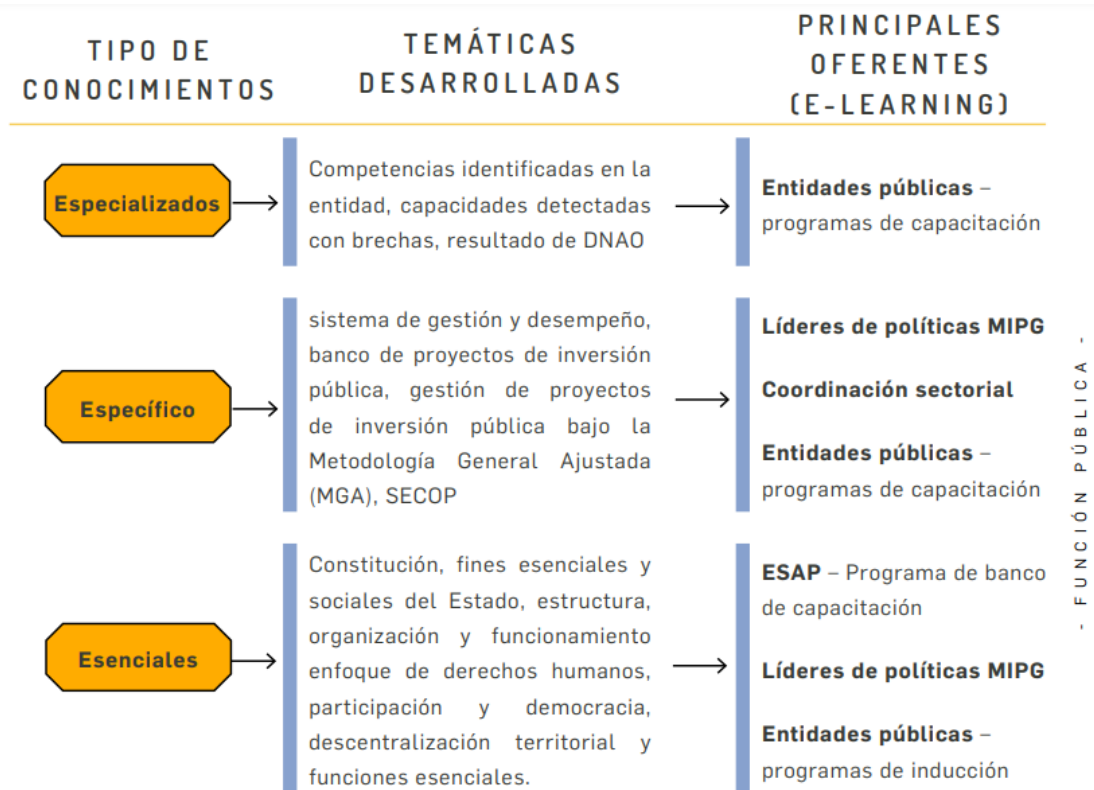 TIPO DE
CONOCIMIENTOS
TEMÁTICAS
DESARROLLADAS
PRINCIPALES
OFERENTES
(E-LEARNING)
Especializados
Competencias identificadas en la
entidad, capacidades detectadas
con brechas, resultado de DNAO
Entidades públicas –
programas de capacitación
Específico
sistema de gestión y desempeño,
banco de proyectos de inversión
pública, gestión de proyectos
de inversión pública bajo la
Metodología General Ajustada
(MGA), SECOP
Líderes de políticas MIPG
Coordinación sectorial
Entidades públicas –
programas de capacitación
Esenciales
Constitución, fines esenciales y
sociales del Estado, estructura,
organización y funcionamiento
enfoque de derechos humanos,
participación y democracia,
descentralización territorial y
funciones esenciales.
ESAP – Programa de banco
de capacitación
Líderes de políticas MIPG
Entidades públicas –
programas de inducción
- FUNCIÓN PÚBLICA -